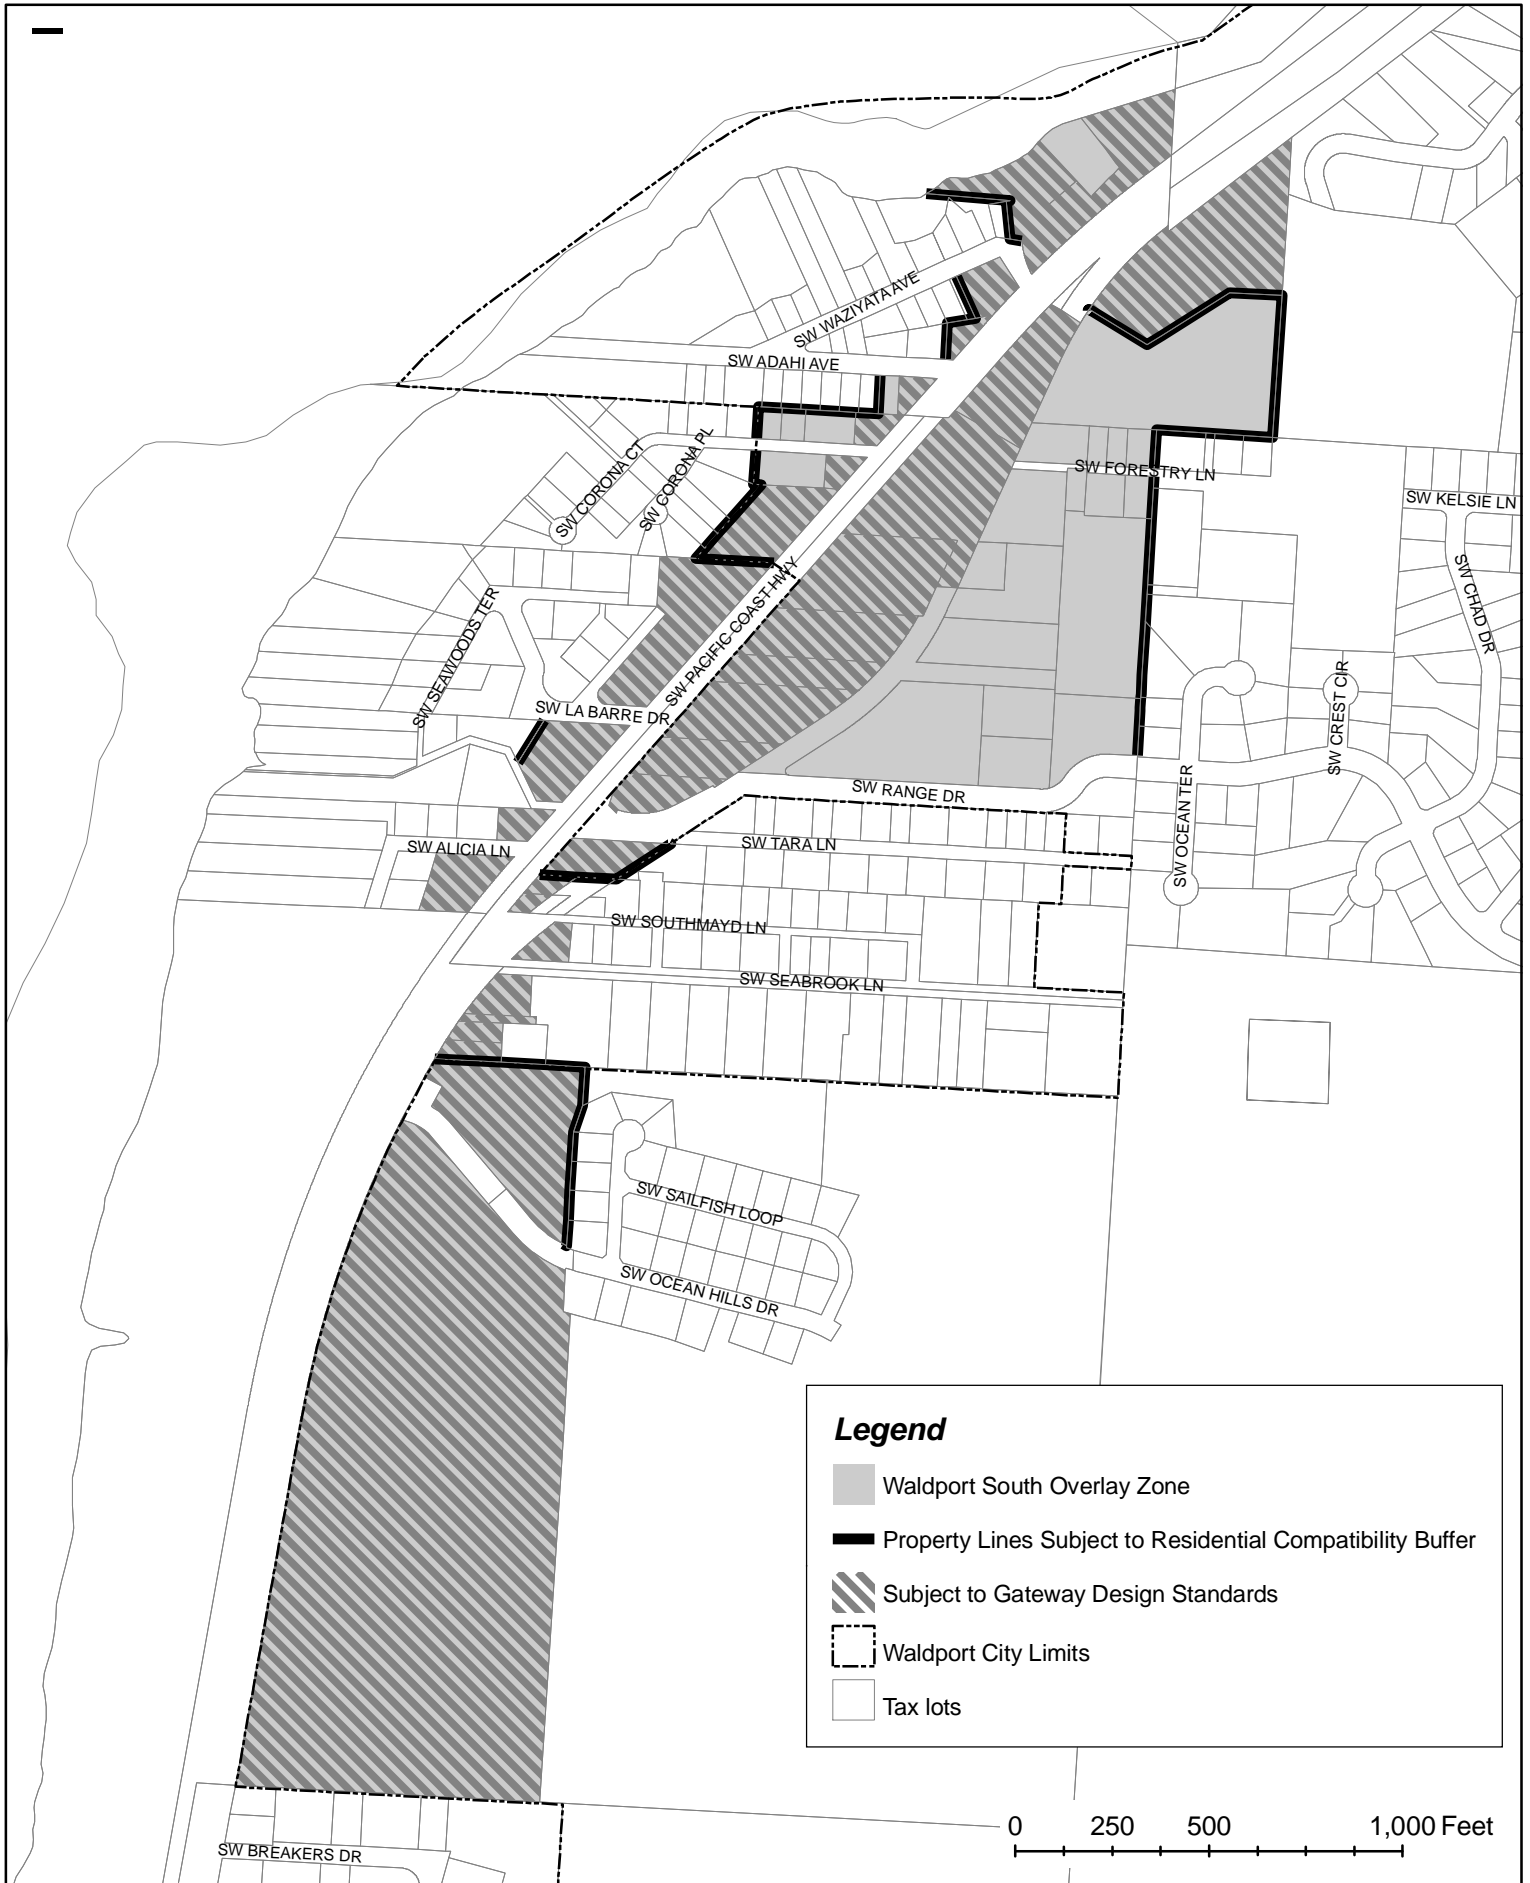 SW WAZIYATA AVE
SW ADAHI AVE
SW CORONA CT
SW CORONA PL
SW FORESTRY LN
SW KELSIE LN
SW CHAD DR
SW PACIFIC COAST HWY
SW SEAWOODS TER
SW LA BARRE DR
SW CREST CIR
SW OCEAN TER
SW RANGE DR
SW TARA LN
SW ALICIA LN
SW SOUTHMAYD LN
SW SEABROOK LN
SW SAILFISH LOOP
SW OCEAN HILLS DR
Legend
Waldport South Overlay Zone
Property Lines Subject to Residential Compatibility Buffer
Subject to Gateway Design Standards
Waldport City Limits
Tax lots
0 250 500 1,000 Feet
SW BREAKERS DR